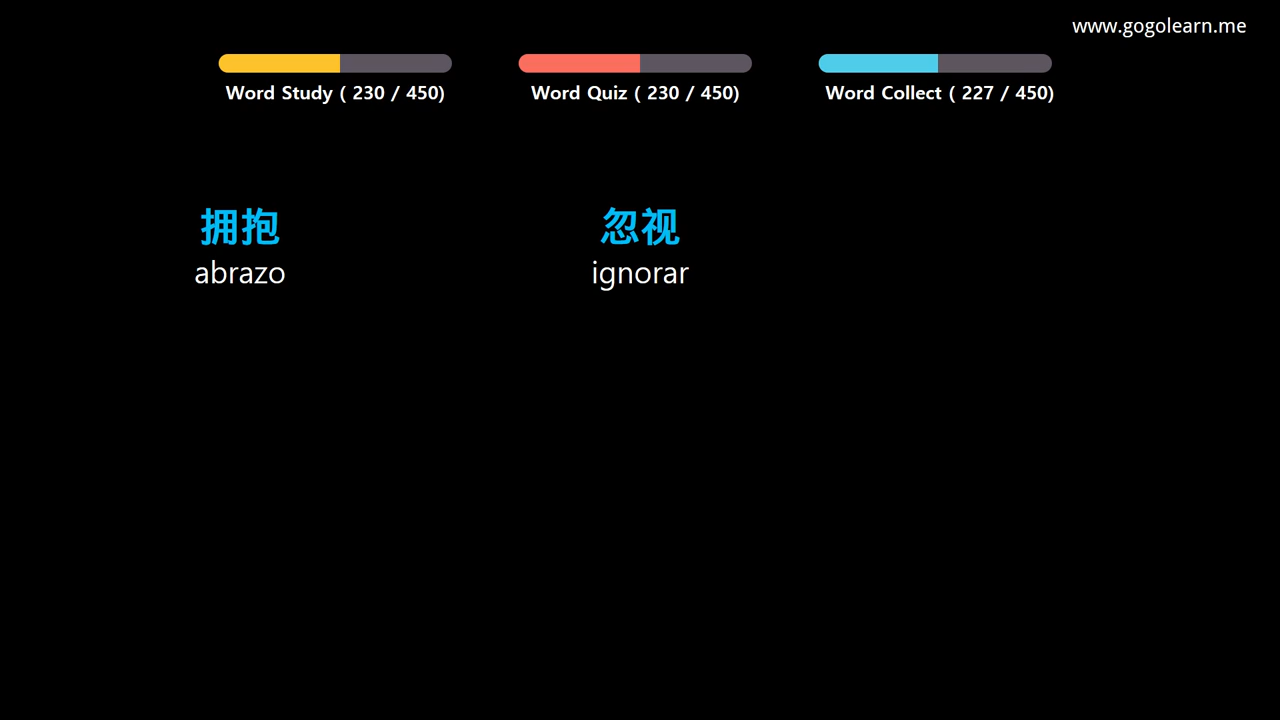 www.gogolearn.me
Word Study ( 230 / 450)
Word Quiz ( 230 / 450)
Word Collect ( 227 / 450)
拥抱
abrazo
忽视
ignorar